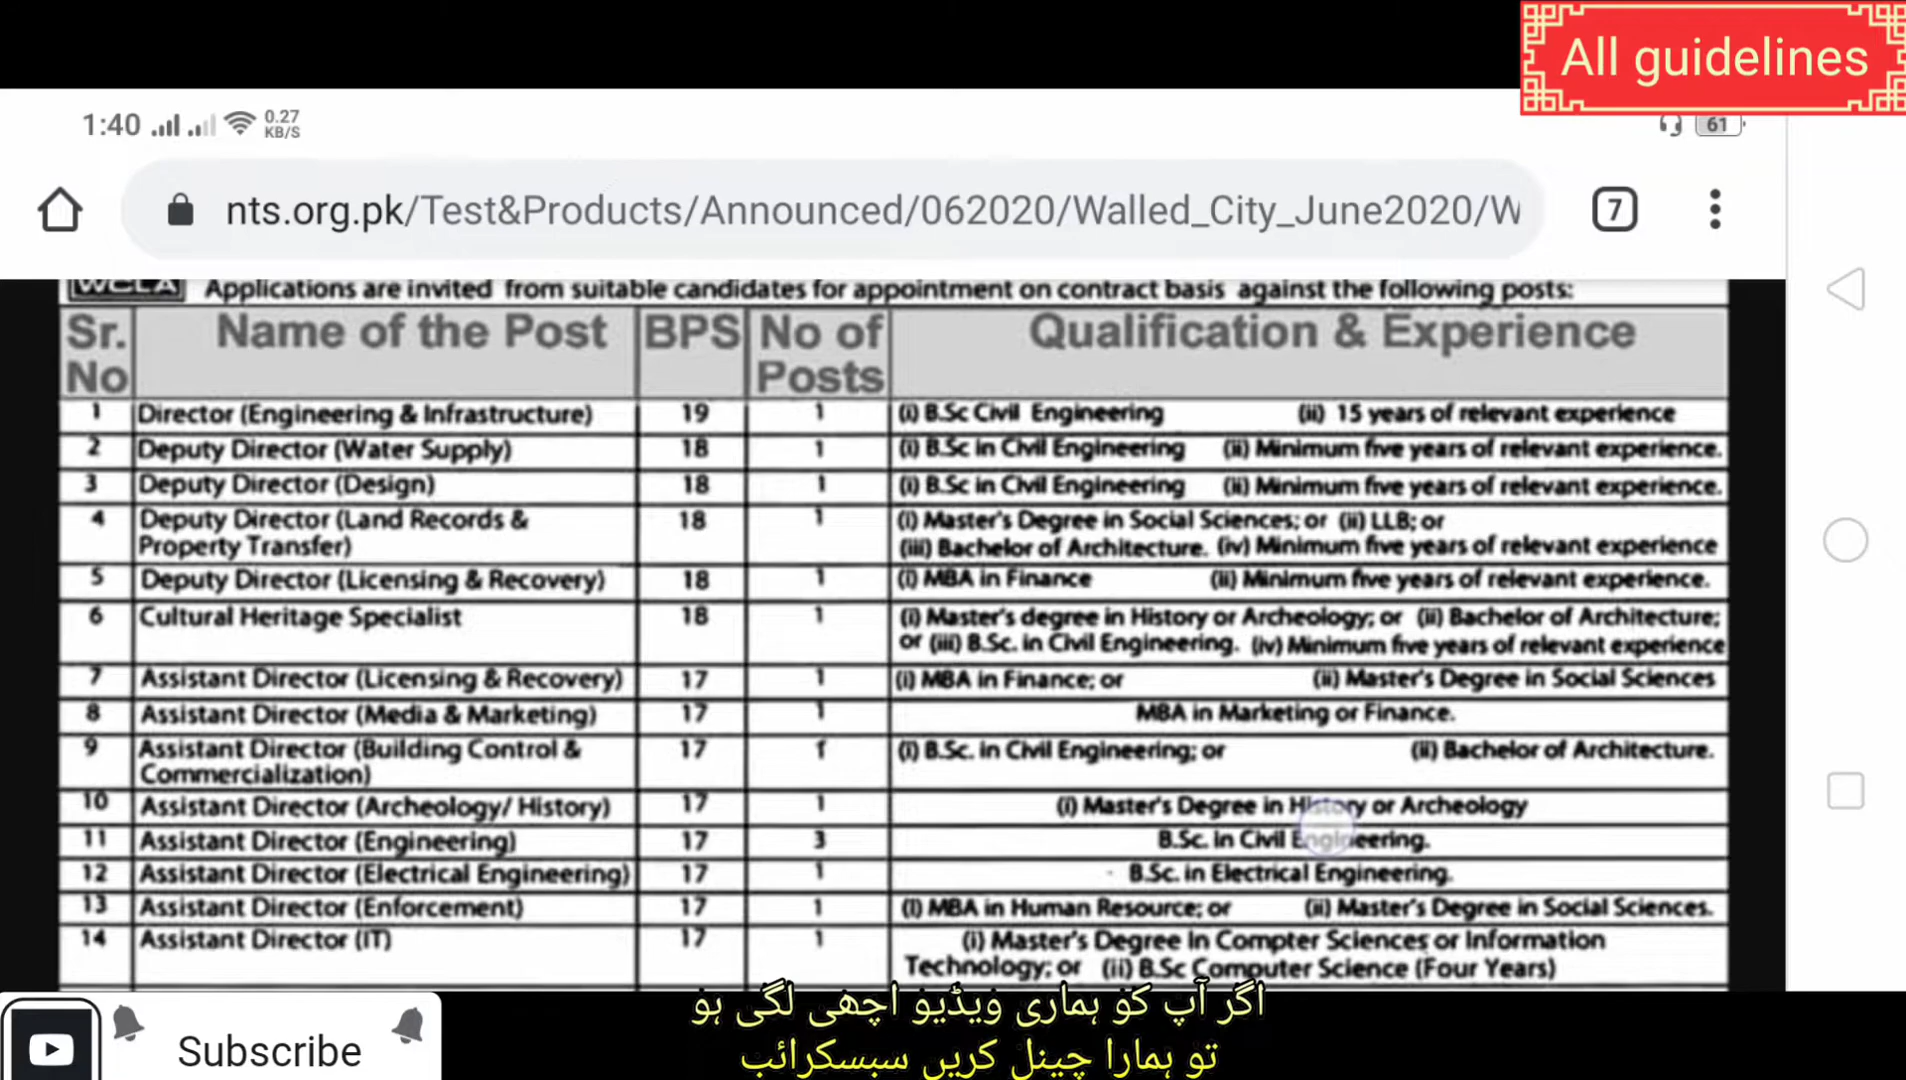 All guidelines
1:40 0.27 KB/S 61
nts.org.pk/Test&Products/Announced/062020/Walled_City_June2020/W 7
WCLA Applications are invited from suitable candidates for appointment on contract basis against the following posts:
Sr. No Name of the Post BPS No of Posts Qualification & Experience
1 Director (Engineering & Infrastructure) 19 1 (i) B.Sc Civil Engineering (ii) 15 years of relevant experience
2 Deputy Director (Water Supply) 18 1 (i) B.Sc in Civil Engineering (ii) Minimum five years of relevant experience.
3 Deputy Director (Design) 18 1 (i) B.Sc in Civil Engineering (ii) Minimum five years of relevant experience.
4 Deputy Director (Land Records & 18 1 (i) Master's Degree in Social Sciences; or (ii) LLB; or
Property Transfer) (iii) Bachelor of Architecture. (iv) Minimum five years of relevant experience
5 Deputy Director (Licensing & Recovery) 18 1 (i) MBA in Finance (ii) Minimum five years of relevant experience.
6 Cultural Heritage Specialist 18 1 (i) Master's degree in History or Archeology; or (ii) Bachelor of Architecture;
or (iii) B.Sc. in Civil Engineering. (iv) Minimum five years of relevant experience
7 Assistant Director (Licensing & Recovery) 17 1 (i) MBA in Finance; or (ii) Master's Degree in Social Sciences
8 Assistant Director (Media & Marketing) 17 1 MBA in Marketing or Finance.
9 Assistant Director (Building Control & 17 1 (i) B.Sc. in Civil Engineering; or (ii) Bachelor of Architecture.
Commercialization)
10 Assistant Director (Archeology/ History) 17 1 (i) Master's Degree in History or Archeology
11 Assistant Director (Engineering) 17 3 B.Sc. in Civil Engineering.
12 Assistant Director (Electrical Engineering) 17 1 B.Sc. in Electrical Engineering.
13 Assistant Director (Enforcement) 17 1 (I) MBA in Human Resource; or (ii) Master's Degree in Social Sciences.
14 Assistant Director (IT) 17 1 (i) Master's Degree In Compter Sciences or Information
Technology; or (ii) B.Sc Computer Science (Four Years)
اگر آپ کو ہماری ویڈیو اچھی لگی ہو
تو ہمارا چینل کریں سبسکرائب
Subscribe